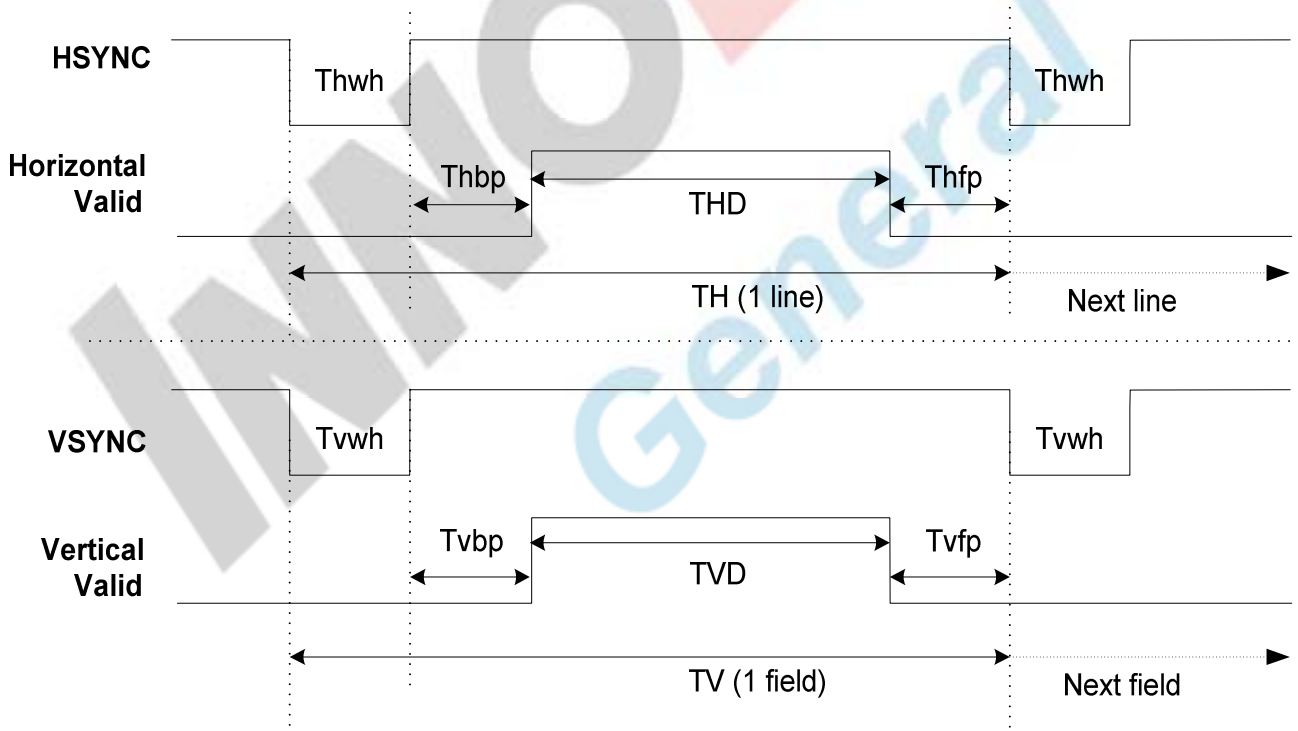 HSYNC
Thwh
Thwh
Horizontal
Valid
Thbp
THD
Thfp
TH (1 line)
Next line
VSYNC
Tvwh
Tvwh
Vertical
Valid
Tvbp
TVD
Tvfp
TV (1 field)
Next field
INNO
General